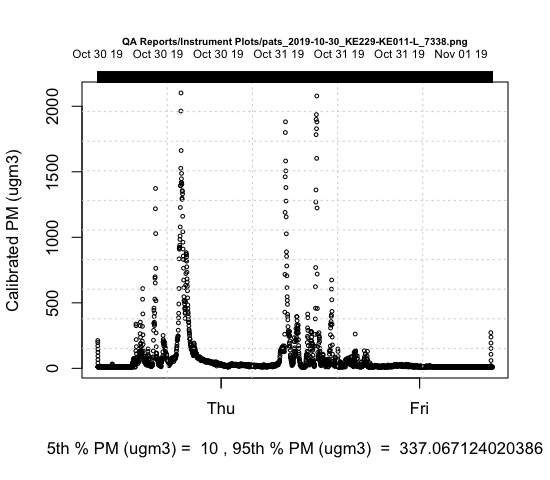 QA Reports/Instrument Plots/pats_2019-10-30_KE229-KE011-L_7338.png
Oct 30 19 Oct 30 19 Oct 30 19 Oct 31 19 Oct 31 19 Oct 31 19 Nov 01 19
Calibrated PM (ugm3)
2000
1500
1000
500
0
Thu Fri
5th % PM (ugm3) = 10 , 95th % PM (ugm3) = 337.067124020386